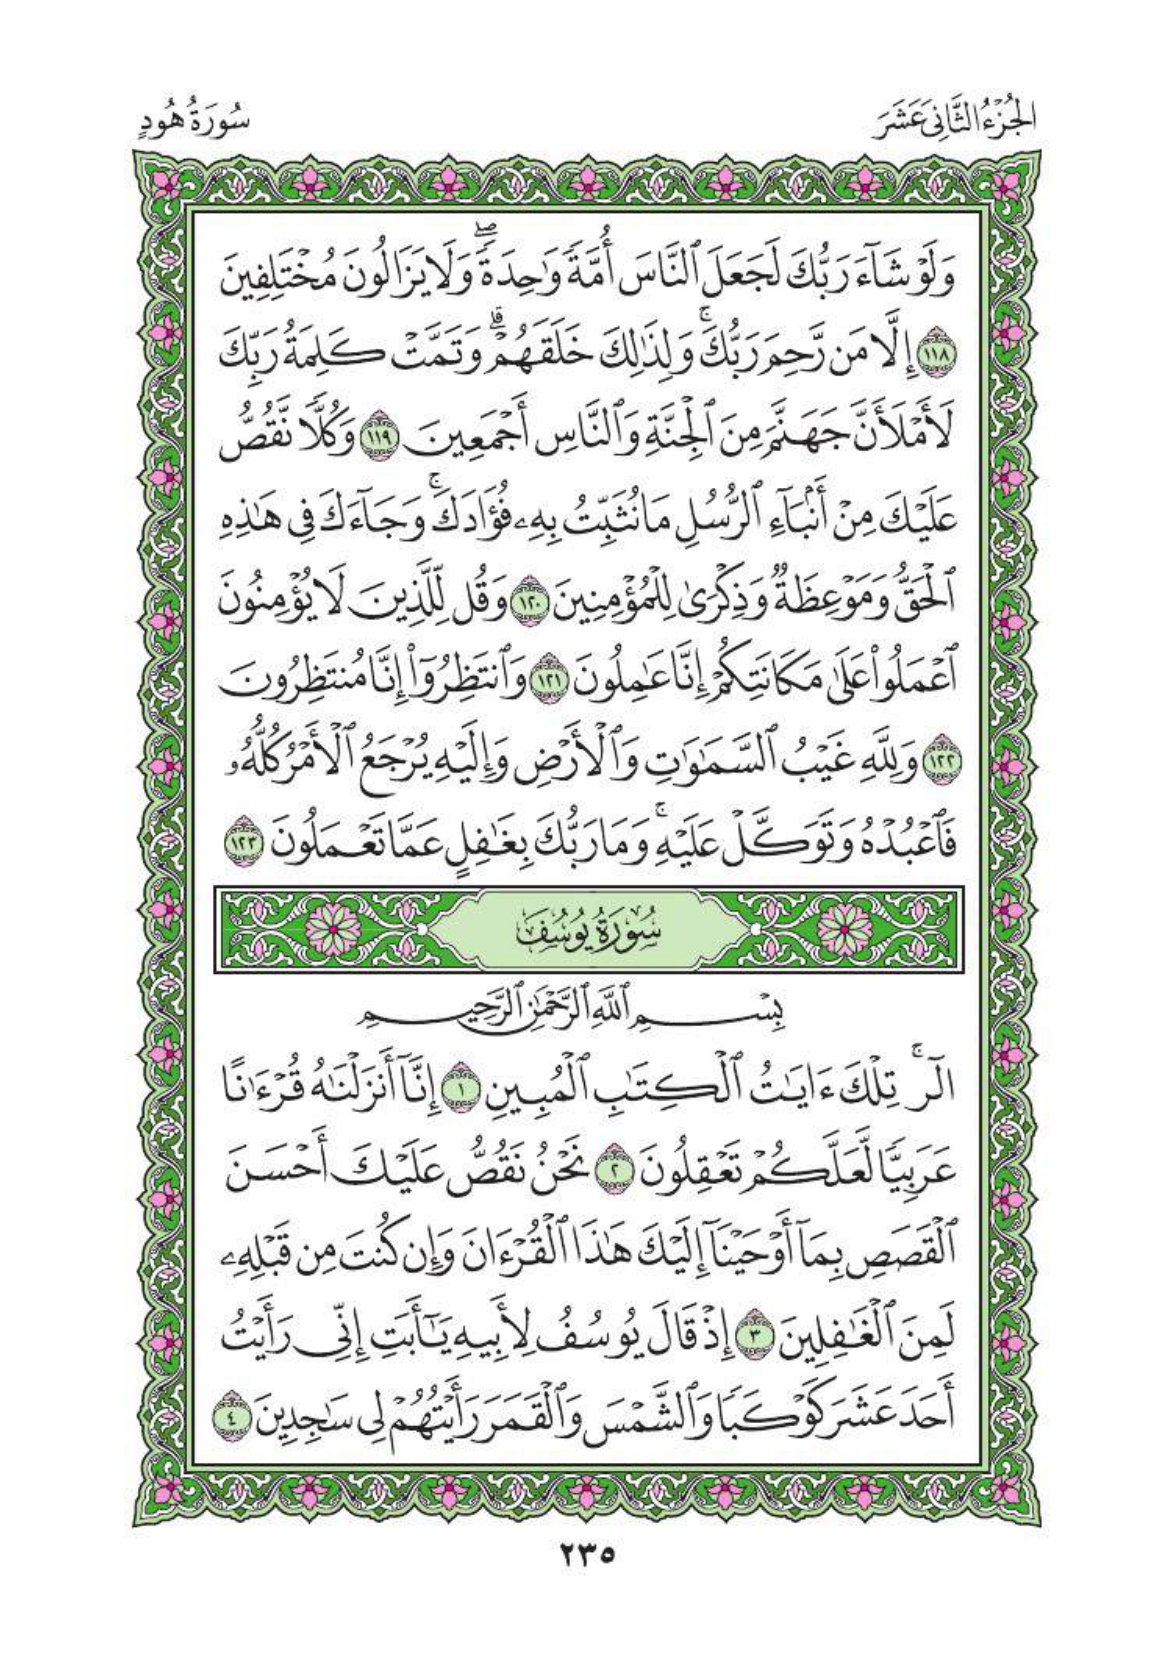 الجُزْءُ الثَّانِي عَشَرَ
سُورَةُ هُودٍ
وَلَوْ شَآءَ رَبُّكَ لَجَعَلَ ٱلنَّاسَ أُمَّةً وَٰحِدَةًۖ وَلَا يَزَالُونَ مُخْتَلِفِينَ
١١٨ إِلَّا مَن رَّحِمَ رَبُّكَۚ وَلِذَٰلِكَ خَلَقَهُمْۗ وَتَمَّتْ كَلِمَةُ رَبِّكَ
لَأَمْلَأَنَّ جَهَنَّمَ مِنَ ٱلْجِنَّةِ وَٱلنَّاسِ أَجْمَعِينَ ١١٩ وَكُلًّا نَّقُصُّ
عَلَيْكَ مِنْ أَنۢبَآءِ ٱلرُّسُلِ مَا نُثَبِّتُ بِهِۦ فُؤَادَكَۚ وَجَآءَكَ فِى هَٰذِهِ
ٱلْحَقُّ وَمَوْعِظَةٌ وَذِكْرَىٰ لِلْمُؤْمِنِينَ ١٢٠ وَقُل لِّلَّذِينَ لَا يُؤْمِنُونَ
ٱعْمَلُوا۟ عَلَىٰ مَكَانَتِكُمْ إِنَّا عَٰمِلُونَ ١٢١ وَٱنتَظِرُوٓا۟ إِنَّا مُنتَظِرُونَ
١٢٢ وَلِلَّهِ غَيْبُ ٱلسَّمَٰوَٰتِ وَٱلْأَرْضِ وَإِلَيْهِ يُرْجَعُ ٱلْأَمْرُ كُلُّهُۥ
فَٱعْبُدْهُ وَتَوَكَّلْ عَلَيْهِۚ وَمَا رَبُّكَ بِغَٰفِلٍ عَمَّا تَعْمَلُونَ ١٢٣
سُورَةُ يُوسُفَ
بِسْمِ ٱللَّهِ ٱلرَّحْمَٰنِ ٱلرَّحِيمِ
الٓرۚ تِلْكَ ءَايَٰتُ ٱلْكِتَٰبِ ٱلْمُبِينِ ١ إِنَّآ أَنزَلْنَٰهُ قُرْءَٰنًا
عَرَبِيًّا لَّعَلَّكُمْ تَعْقِلُونَ ٢ نَحْنُ نَقُصُّ عَلَيْكَ أَحْسَنَ
ٱلْقَصَصِ بِمَآ أَوْحَيْنَآ إِلَيْكَ هَٰذَا ٱلْقُرْءَانَ وَإِن كُنتَ مِن قَبْلِهِۦ
لَمِنَ ٱلْغَٰفِلِينَ ٣ إِذْ قَالَ يُوسُفُ لِأَبِيهِ يَٰٓأَبَتِ إِنِّى رَأَيْتُ
أَحَدَ عَشَرَ كَوْكَبًا وَٱلشَّمْسَ وَٱلْقَمَرَ رَأَيْتُهُمْ لِى سَٰجِدِينَ ٤
٢٣٥